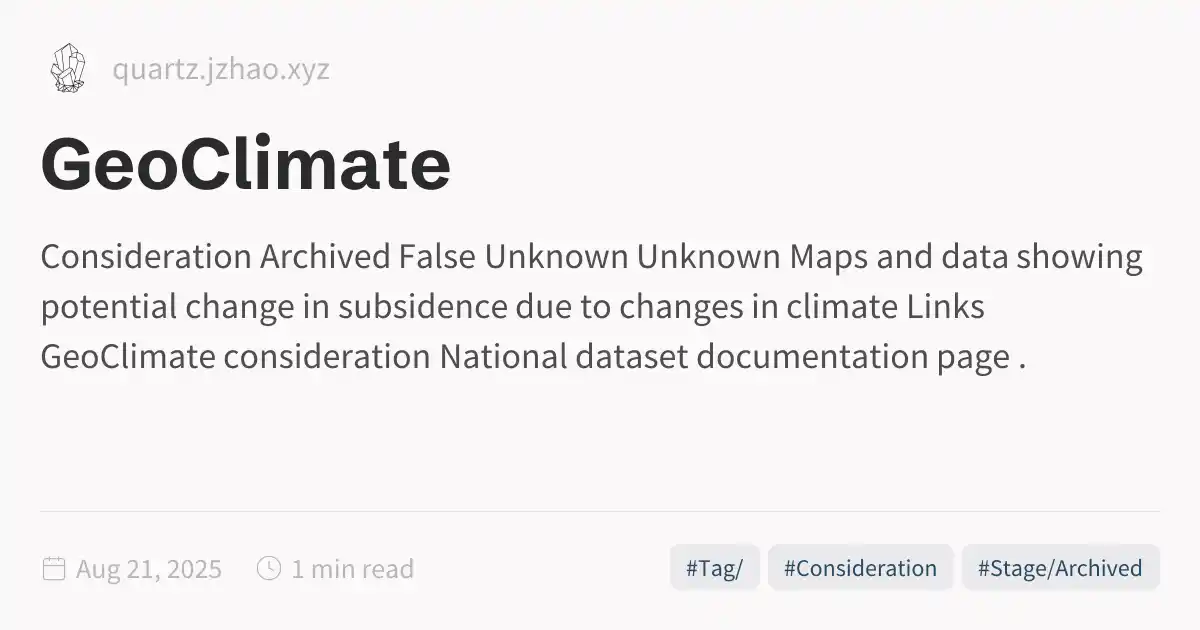 quartz.jzhao.xyz
GeoClimate
Consideration Archived False Unknown Unknown Maps and data showing
potential change in subsidence due to changes in climate Links
GeoClimate consideration National dataset documentation page .
Aug 21, 2025 1 min read #Tag/ #Consideration #Stage/Archived